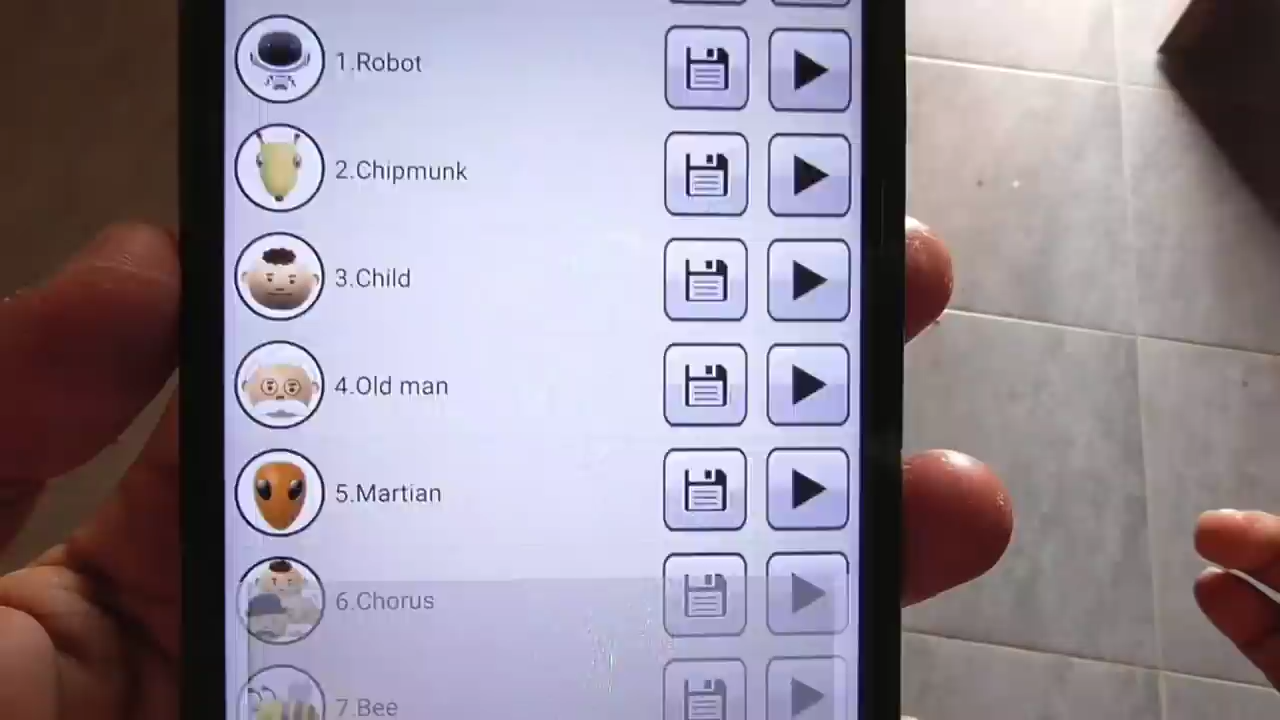 1.Robot
2.Chipmunk
3.Child
4.Old man
5.Martian
6.Chorus
7.Bee